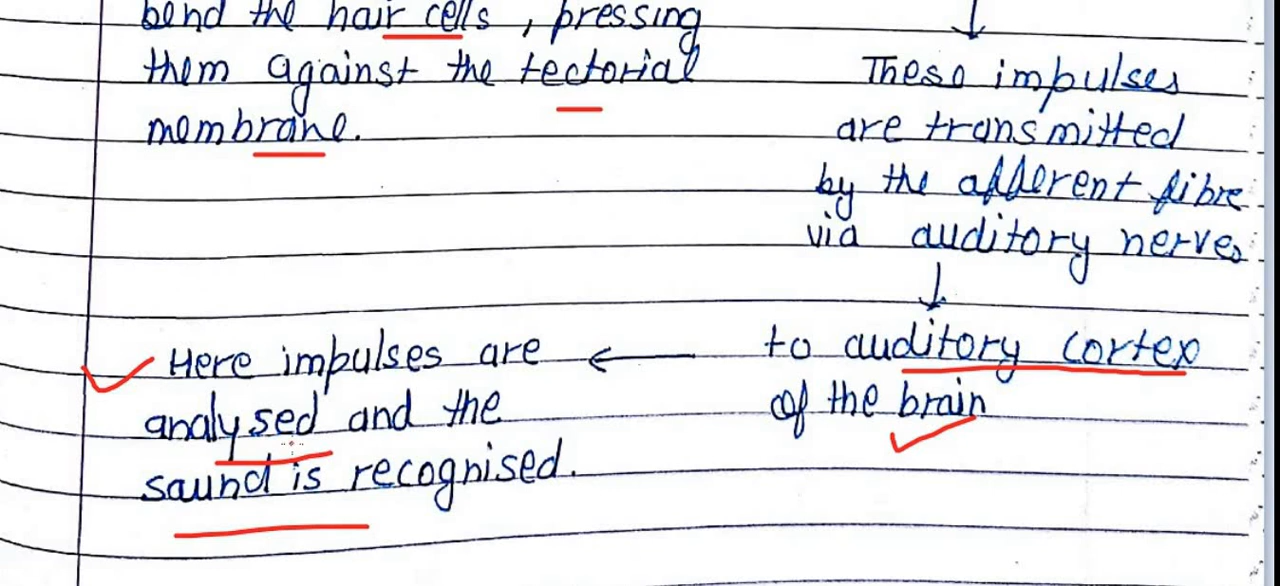 bend the hair cells, pressing
them against the tectorial
membrane.
↓
These impulses
are transmitted
by the afferent fibre
via auditory nerves
↓
to auditory cortex
of the brain
←
Here impulses are
analysed and the
saund is recognised.